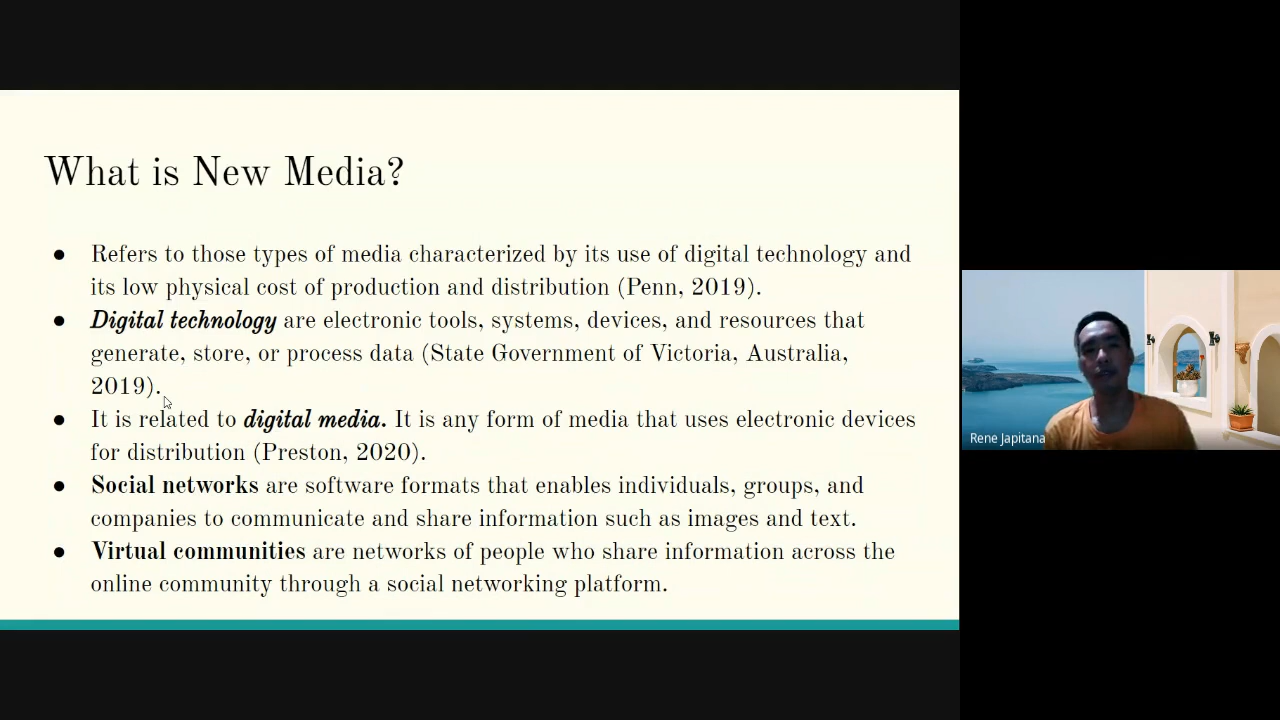 What is New Media?
● Refers to those types of media characterized by its use of digital technology and
its low physical cost of production and distribution (Penn, 2019).
● Digital technology are electronic tools, systems, devices, and resources that
generate, store, or process data (State Government of Victoria, Australia,
2019).
● It is related to digital media. It is any form of media that uses electronic devices
for distribution (Preston, 2020).
● Social networks are software formats that enables individuals, groups, and
companies to communicate and share information such as images and text.
● Virtual communities are networks of people who share information across the
online community through a social networking platform.
Rene Japitana